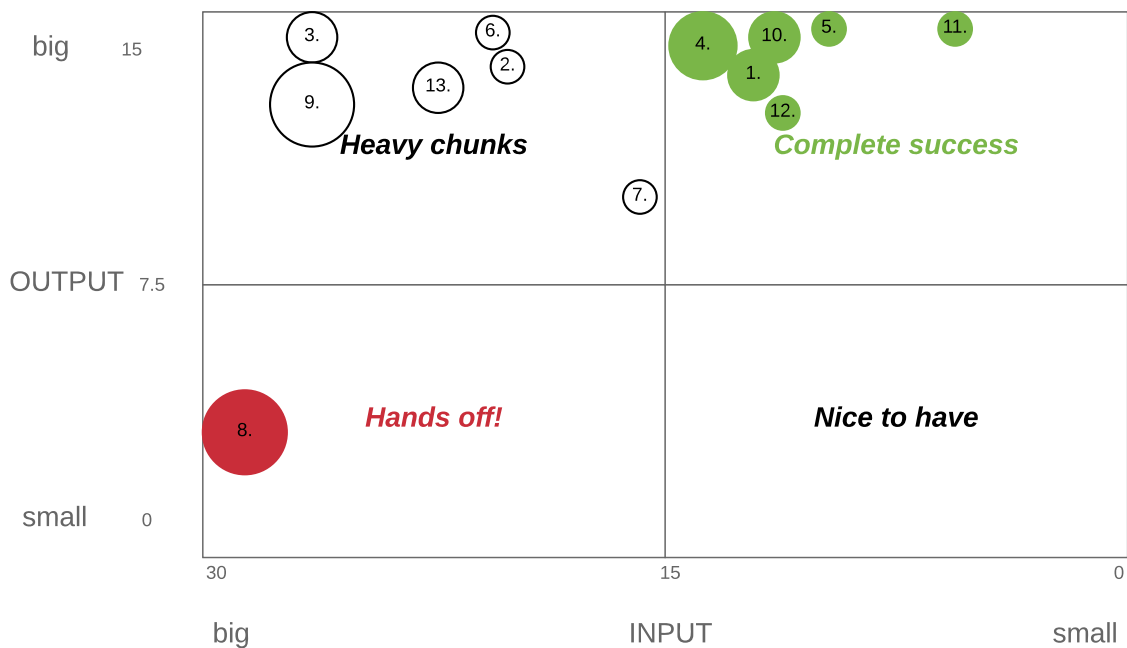 big 15
3.
6.
4.
10.
5.
11.
2.
1.
13.
9.
12.
Heavy chunks
Complete success
7.
OUTPUT 7.5
Hands off!
Nice to have
8.
small 0
30 15 0
big INPUT small